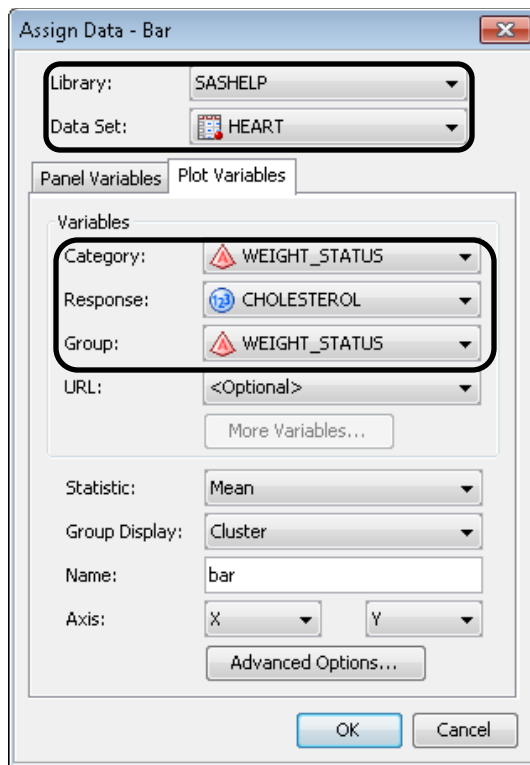 Assign Data - Bar
Library: SASHELP
Data Set: HEART
Panel Variables Plot Variables
Variables
Category: WEIGHT_STATUS
Response: 123 CHOLESTEROL
Group: WEIGHT_STATUS
URL: <Optional>
More Variables...
Statistic: Mean
Group Display: Cluster
Name: bar
Axis: X Y
Advanced Options...
OK Cancel